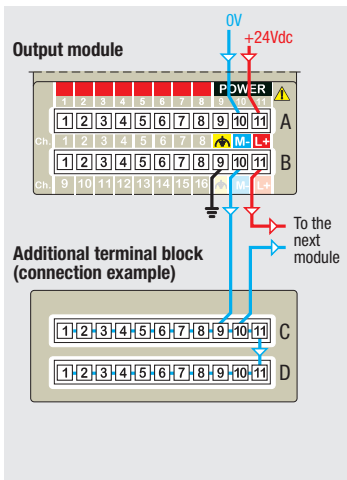 0V
+24Vdc
Output module
POWER
1 2 3 4 5 6 7 8 9 10 11
1 2 3 4 5 6 7 8 9 10 11 A
Ch. 1 2 3 4 5 6 7 8 M- L+
1 2 3 4 5 6 7 8 9 10 11 B
Ch. 9 10 11 12 13 14 15 16 M- L+
To the
next
module
Additional terminal block
(connection example)
1 2 3 4 5 6 7 8 9 10 11 C
1 2 3 4 5 6 7 8 9 10 11 D